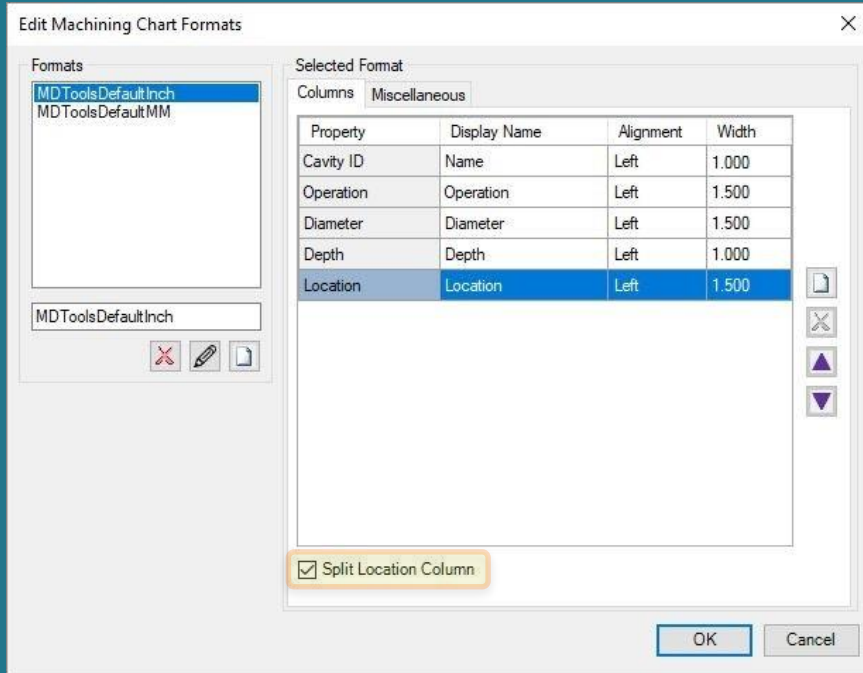 Edit Machining Chart Formats
Formats
MDToolsDefaultInch
MDToolsDefaultMM
MDToolsDefaultInch
Selected Format
Columns Miscellaneous
Property Display Name Alignment Width
Cavity ID Name Left 1.000
Operation Operation Left 1.500
Diameter Diameter Left 1.500
Depth Depth Left 1.000
Location Location Left 1.500
Split Location Column
OK Cancel